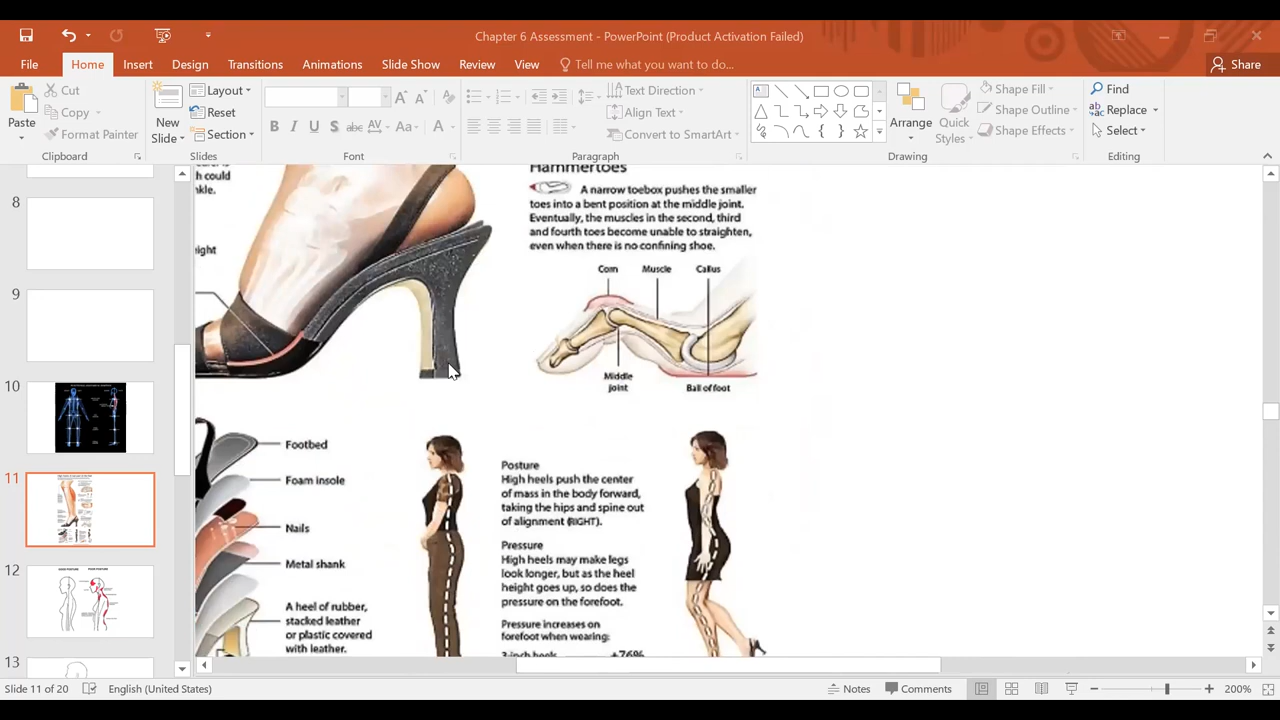 Chapter 6 Assessment - PowerPoint (Product Activation Failed)
File Home Insert Design Transitions Animations Slide Show Review View Tell me what you want to do... Share
Paste
Cut
Copy
Format Painter
Clipboard
New
Slide
Layout
Reset
Section
Slides
B I U S abc AV Aa A
Font
Text Direction
Align Text
Convert to SmartArt
Paragraph
Arrange
Quick
Styles
Shape Fill
Shape Outline
Shape Effects
Drawing
Find
Replace
Select
Editing
8
9
10
11
12
13
h could
nkle.
eight
Hammertoes
A narrow toebox pushes the smaller
toes into a bent position at the middle joint.
Eventually, the muscles in the second, third
and fourth toes become unable to straighten,
even when there is no confining shoe.
Corn Muscle Callus
Middle
joint
Ball of foot
Footbed
Foam insole
Nails
Metal shank
A heel of rubber,
stacked leather
or plastic covered
with leather.
Posture
High heels push the center
of mass in the body forward,
taking the hips and spine out
of alignment (RIGHT).
Pressure
High heels may make legs
look longer, but as the heel
height goes up, so does the
pressure on the forefoot.
Pressure increases on
forefoot when wearing:
3-inch heels +76%
Slide 11 of 20 English (United States) Notes Comments 200%